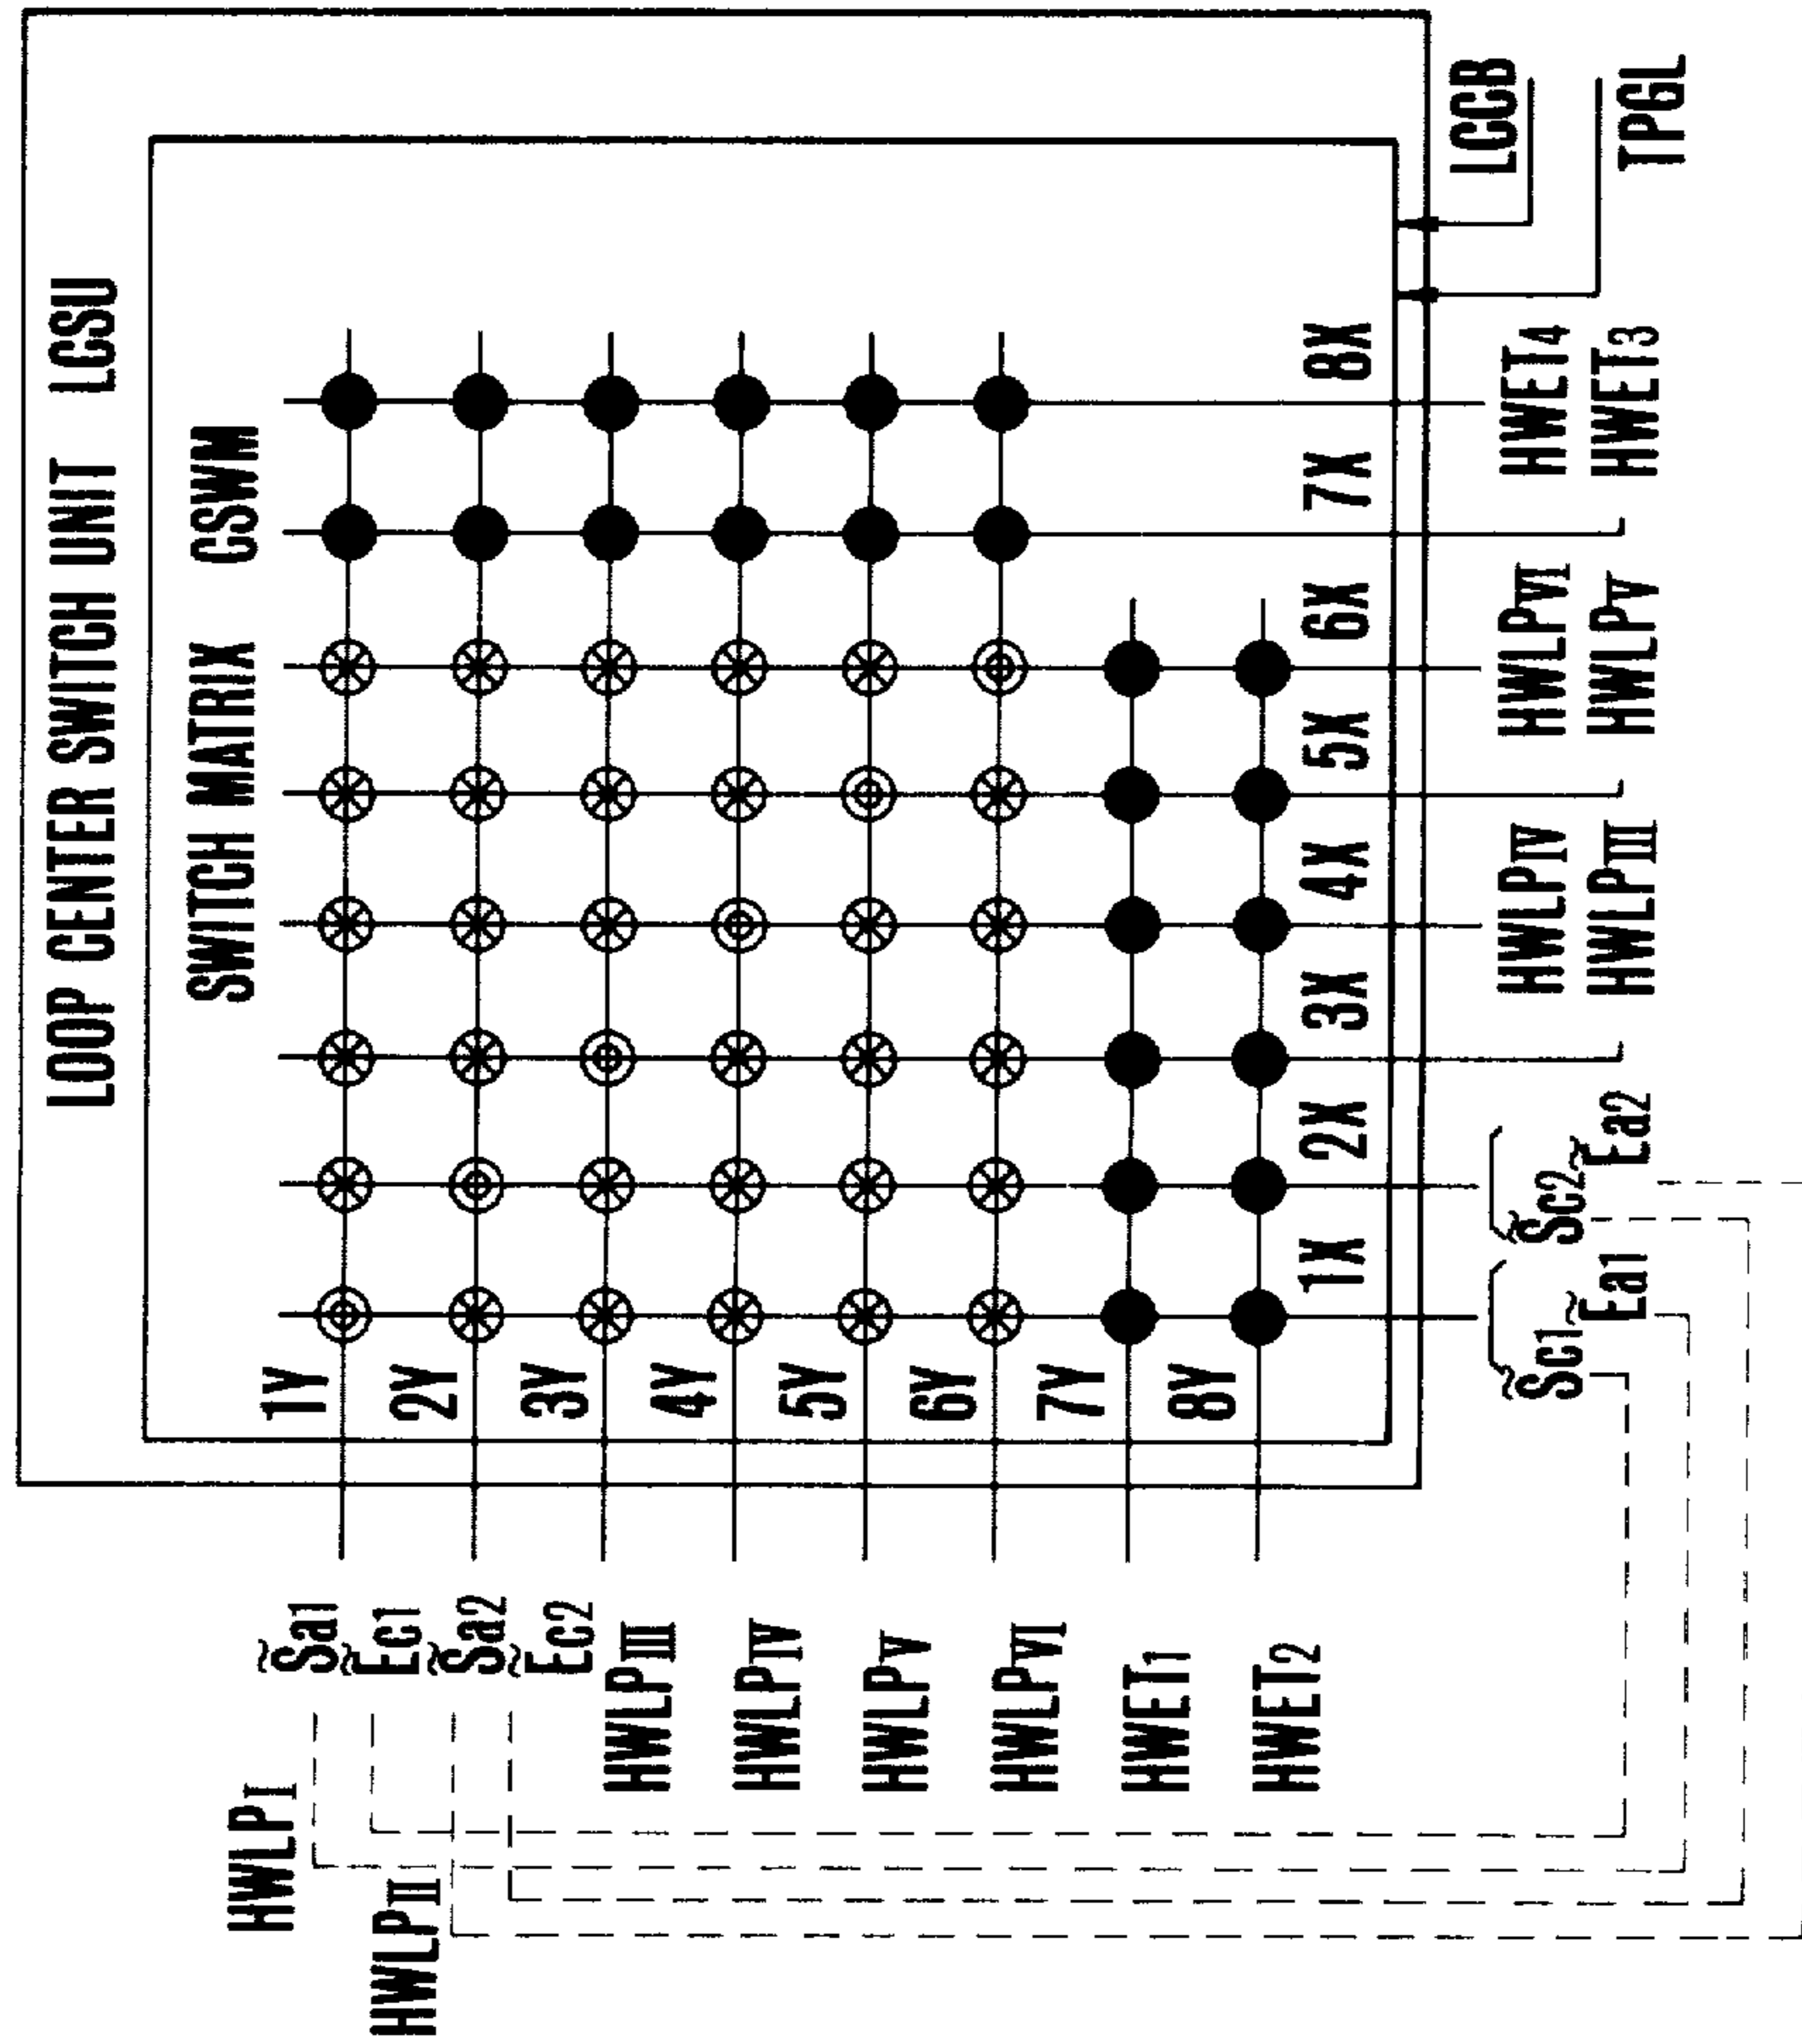 LOOP CENTER SWITCH UNIT LCSU
SWITCH MATRIX CSWM
1Y
2Y
3Y
4Y
5Y
6Y
7Y
8Y
1X 2X 3X 4X 5X 6X 7X 8X
LCCB
TPGL
HWLPI
HWLPII
S̃a1
Ẽc1
S̃a2
Ẽc2
HWLPIII
HWLPIV
HWLPV
HWLPVI
HWET1
HWET2
S̃c1 Ẽa1
S̃c2 Ẽa2
HWLPIV
HWLPIII
HWLPVI
HWLPV
HWET4
HWET3